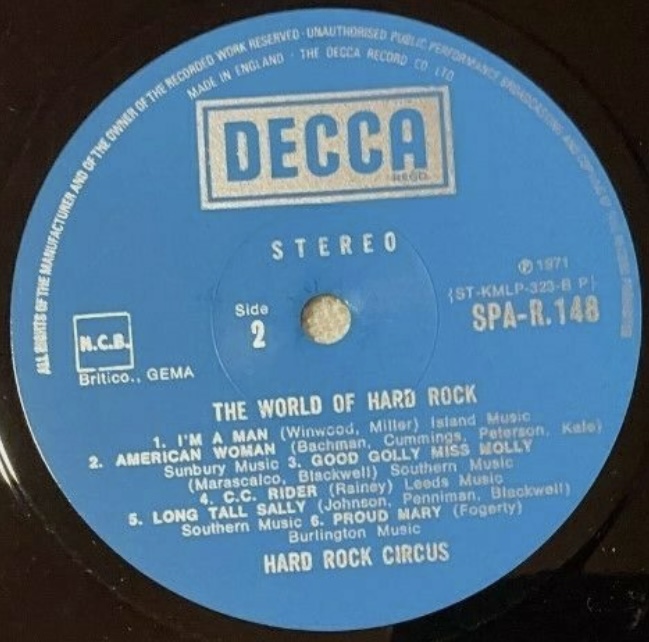 ALL RIGHTS OF THE MANUFACTURER AND OF THE OWNER OF THE RECORDED WORK RESERVED · UNAUTHORISED PUBLIC PERFORMANCE BROADCASTING AND COPYING OF
MADE IN ENGLAND · THE DECCA RECORD CO LTD
DECCA
REGD.
STEREO
℗ 1971
Side
2
(ST-KMLP-323-B P)
SPA-R.148
N.C.B.
Britico., GEMA
THE WORLD OF HARD ROCK
1. I'M A MAN (Winwood, Miller) Island Music
2. AMERICAN WOMAN (Bachman, Cummings, Peterson, Kale)
Sunbury Music 3. GOOD GOLLY MISS MOLLY
(Marascalco, Blackwell) Southern Music
4. C.C. RIDER (Rainey) Leeds Music
5. LONG TALL SALLY (Johnson, Penniman, Blackwell)
Southern Music 6. PROUD MARY (Fogerty)
Burlington Music
HARD ROCK CIRCUS